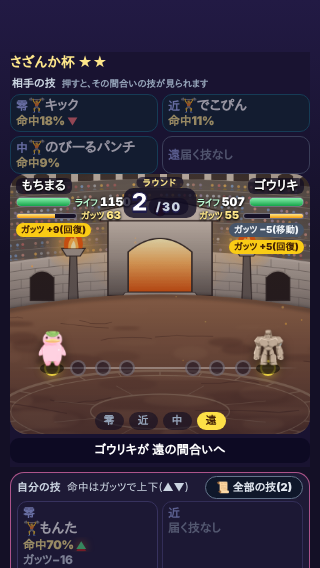 さざんか杯 ★★
相手の技 押すと、その間合いの技が見られます
零 キック
命中18% ▼
近 でこぴん
命中11%
中 のびーるパンチ
命中9%
遠 届く技なし
もちまる
ラウンド
ゴウリキ
ライフ 115
2 /30
ライフ 507
ガッツ 63
ガッツ 55
ガッツ +9(回復)
ガッツ −5(移動)
ガッツ +5(回復)
零 近 中 遠
ゴウリキが 遠の間合いへ
自分の技 命中はガッツで上下(▲▼)
全部の技(2)
零
もんた
命中70% ▲
ガッツ−16
近
届く技なし